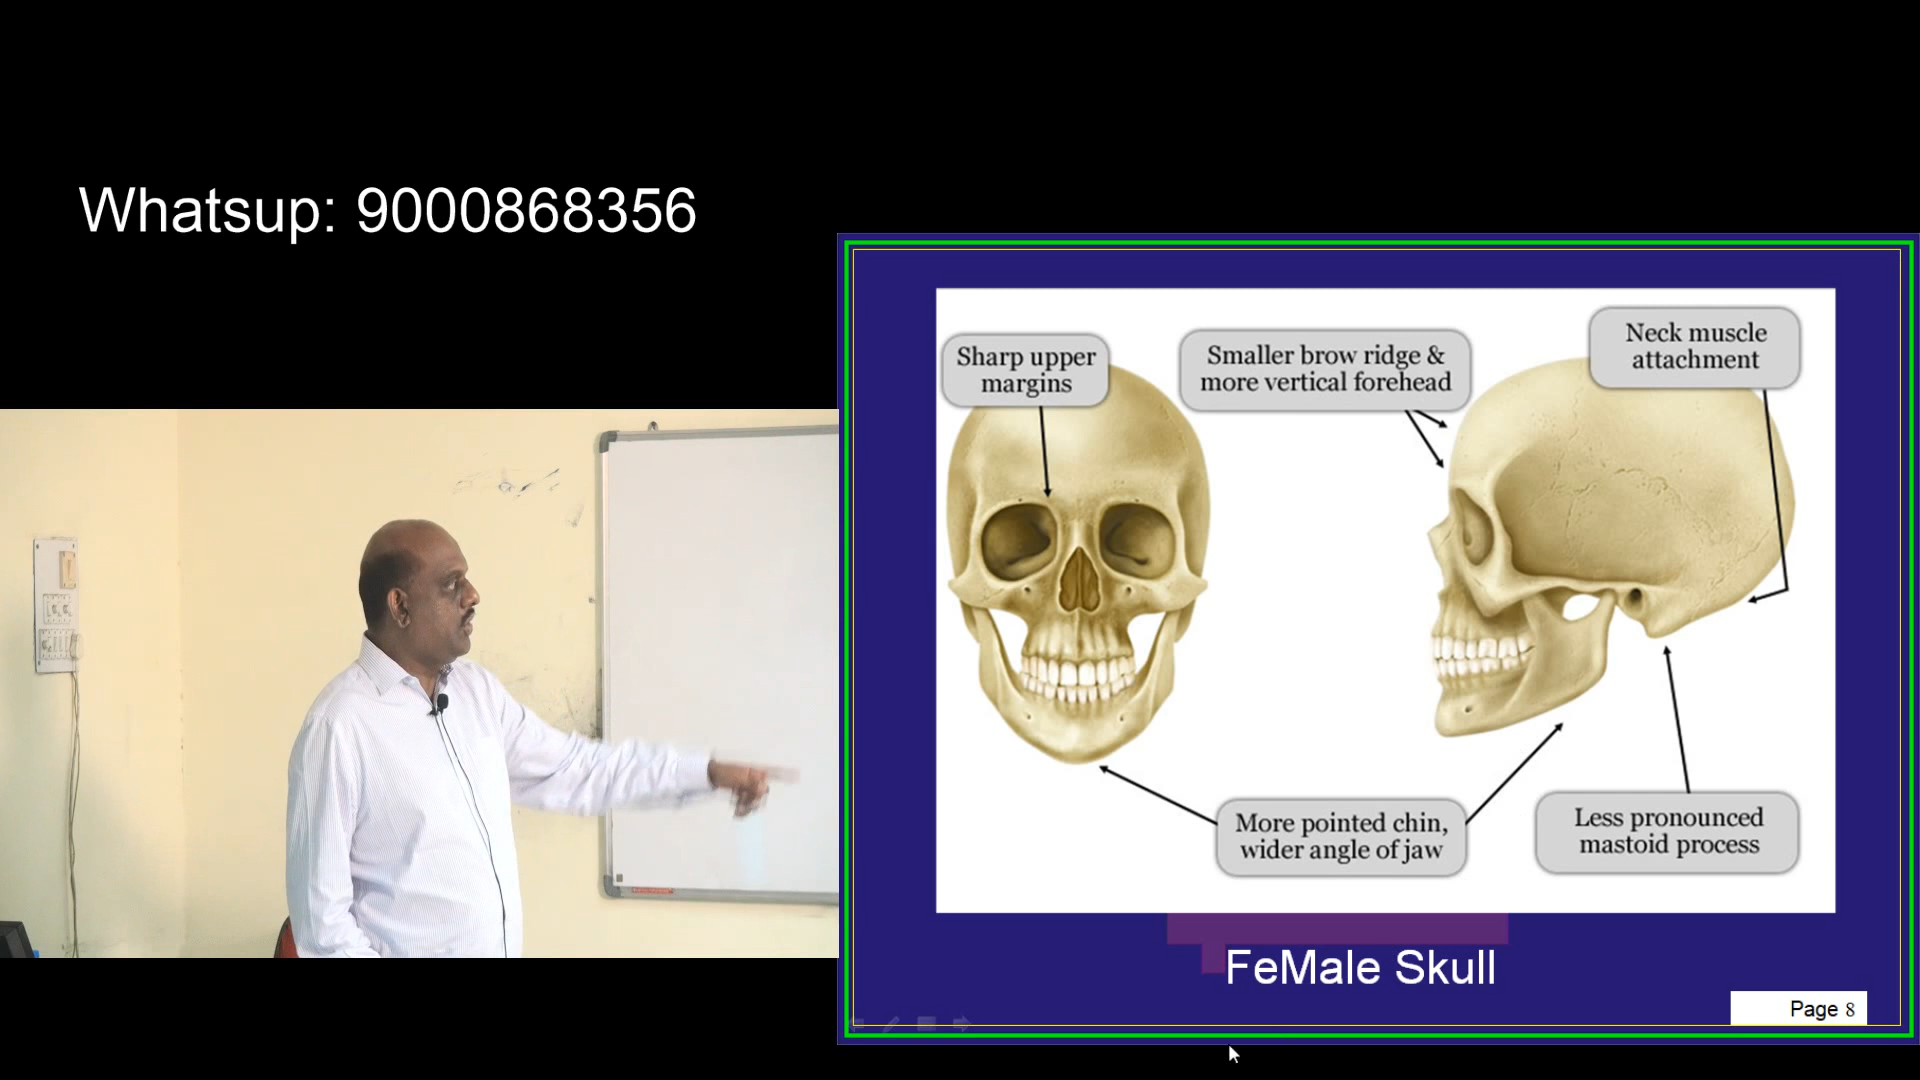 Whatsup: 9000868356
Sharp upper
margins
Smaller brow ridge &
more vertical forehead
Neck muscle
attachment
More pointed chin,
wider angle of jaw
Less pronounced
mastoid process
FeMale Skull
Page 8